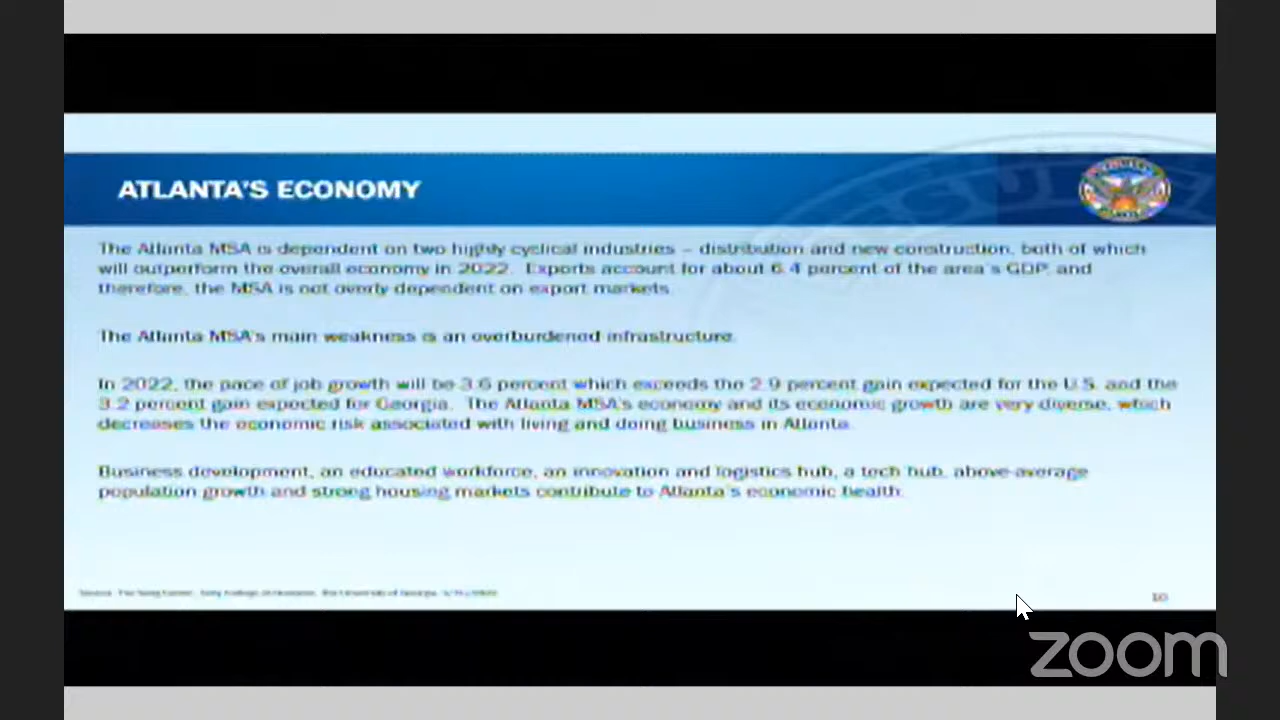 ATLANTA'S ECONOMY
The Atlanta MSA is dependent on two highly cyclical industries – distribution and new construction, both of which
will outperform the overall economy in 2022. Exports account for about 6.4 percent of the area's GDP, and
therefore, the MSA is not overly dependent on export markets.
The Atlanta MSA's main weakness is an overburdened infrastructure.
In 2022, the pace of job growth will be 3.6 percent which exceeds the 2.9 percent gain expected for the U.S. and the
3.2 percent gain expected for Georgia. The Atlanta MSA's economy and its economic growth are very diverse, which
decreases the economic risk associated with living and doing business in Atlanta.
Business development, an educated workforce, an innovation and logistics hub, a tech hub, above-average
population growth and strong housing markets contribute to Atlanta's economic health.
The University of Georgia,
10
zoom